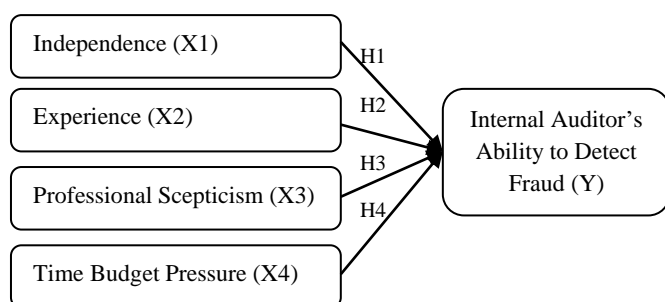 Independence (X1)
H1
Experience (X2)
H2
Internal Auditor’s
Ability to Detect
Fraud (Y)
H3
Professional Scepticism (X3)
H4
Time Budget Pressure (X4)